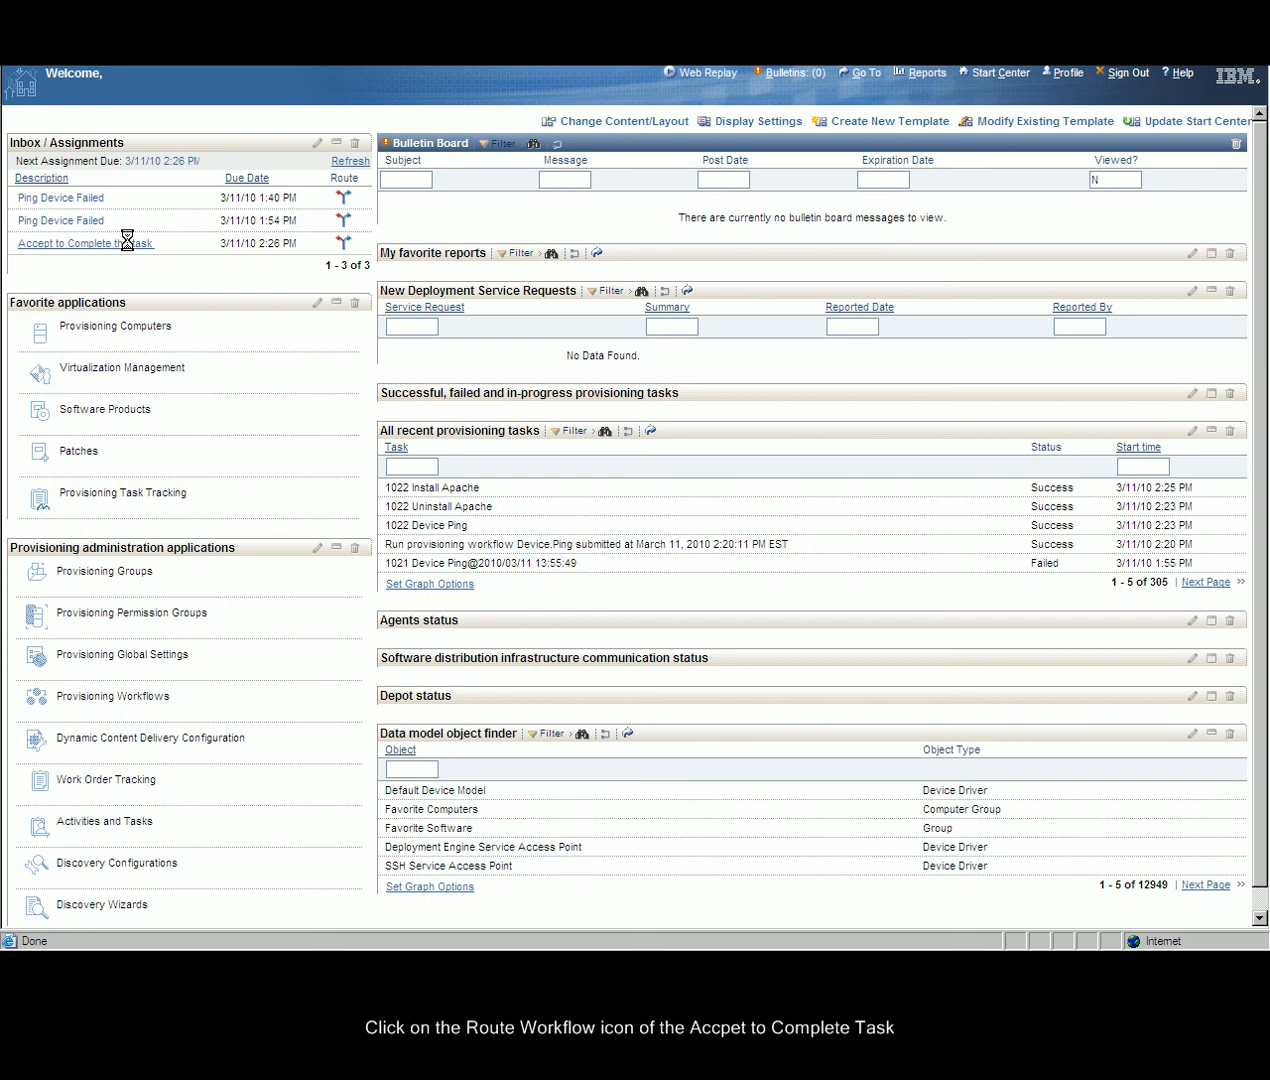 Welcome,
Web Replay Bulletins: (0) Go To Reports Start Center Profile Sign Out Help IBM.
Change Content/Layout Display Settings Create New Template Modify Existing Template Update Start Center
Inbox / Assignments
Next Assignment Due: 3/11/10 2:26 PM Refresh
Description Due Date Route
Ping Device Failed 3/11/10 1:40 PM
Ping Device Failed 3/11/10 1:54 PM
Accept to Complete the Task 3/11/10 2:26 PM
1 - 3 of 3
Favorite applications
Provisioning Computers
Virtualization Management
Software Products
Patches
Provisioning Task Tracking
Provisioning administration applications
Provisioning Groups
Provisioning Permission Groups
Provisioning Global Settings
Provisioning Workflows
Dynamic Content Delivery Configuration
Work Order Tracking
Activities and Tasks
Discovery Configurations
Discovery Wizards
Bulletin Board Filter
Subject Message Post Date Expiration Date Viewed?
N
There are currently no bulletin board messages to view.
My favorite reports Filter
New Deployment Service Requests Filter
Service Request Summary Reported Date Reported By
No Data Found.
Successful, failed and in-progress provisioning tasks
All recent provisioning tasks Filter
Task Status Start time
1022 Install Apache Success 3/11/10 2:25 PM
1022 Uninstall Apache Success 3/11/10 2:23 PM
1022 Device Ping Success 3/11/10 2:23 PM
Run provisioning workflow Device.Ping submitted at March 11, 2010 2:20:11 PM EST Success 3/11/10 2:20 PM
1021 Device Ping@2010/03/11 13:55:49 Failed 3/11/10 1:55 PM
Set Graph Options 1 - 5 of 305 Next Page
Agents status
Software distribution infrastructure communication status
Depot status
Data model object finder Filter
Object Object Type
Default Device Model Device Driver
Favorite Computers Computer Group
Favorite Software Group
Deployment Engine Service Access Point Device Driver
SSH Service Access Point Device Driver
Set Graph Options 1 - 5 of 12949 Next Page
Done Internet
Click on the Route Workflow icon of the Accpet to Complete Task